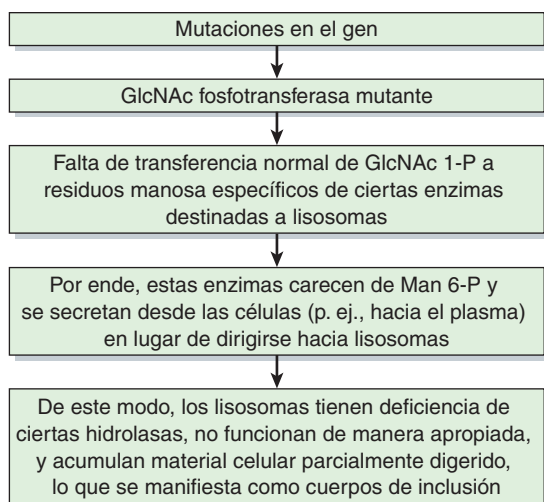 Mutaciones en el gen
GlcNAc fosfotransferasa mutante
Falta de transferencia normal de GlcNAc 1-P a
residuos manosa específicos de ciertas enzimas
destinadas a lisosomas
Por ende, estas enzimas carecen de Man 6-P y
se secretan desde las células (p. ej., hacia el plasma)
en lugar de dirigirse hacia lisosomas
De este modo, los lisosomas tienen deficiencia de
ciertas hidrolasas, no funcionan de manera apropiada,
y acumulan material celular parcialmente digerido,
lo que se manifiesta como cuerpos de inclusión